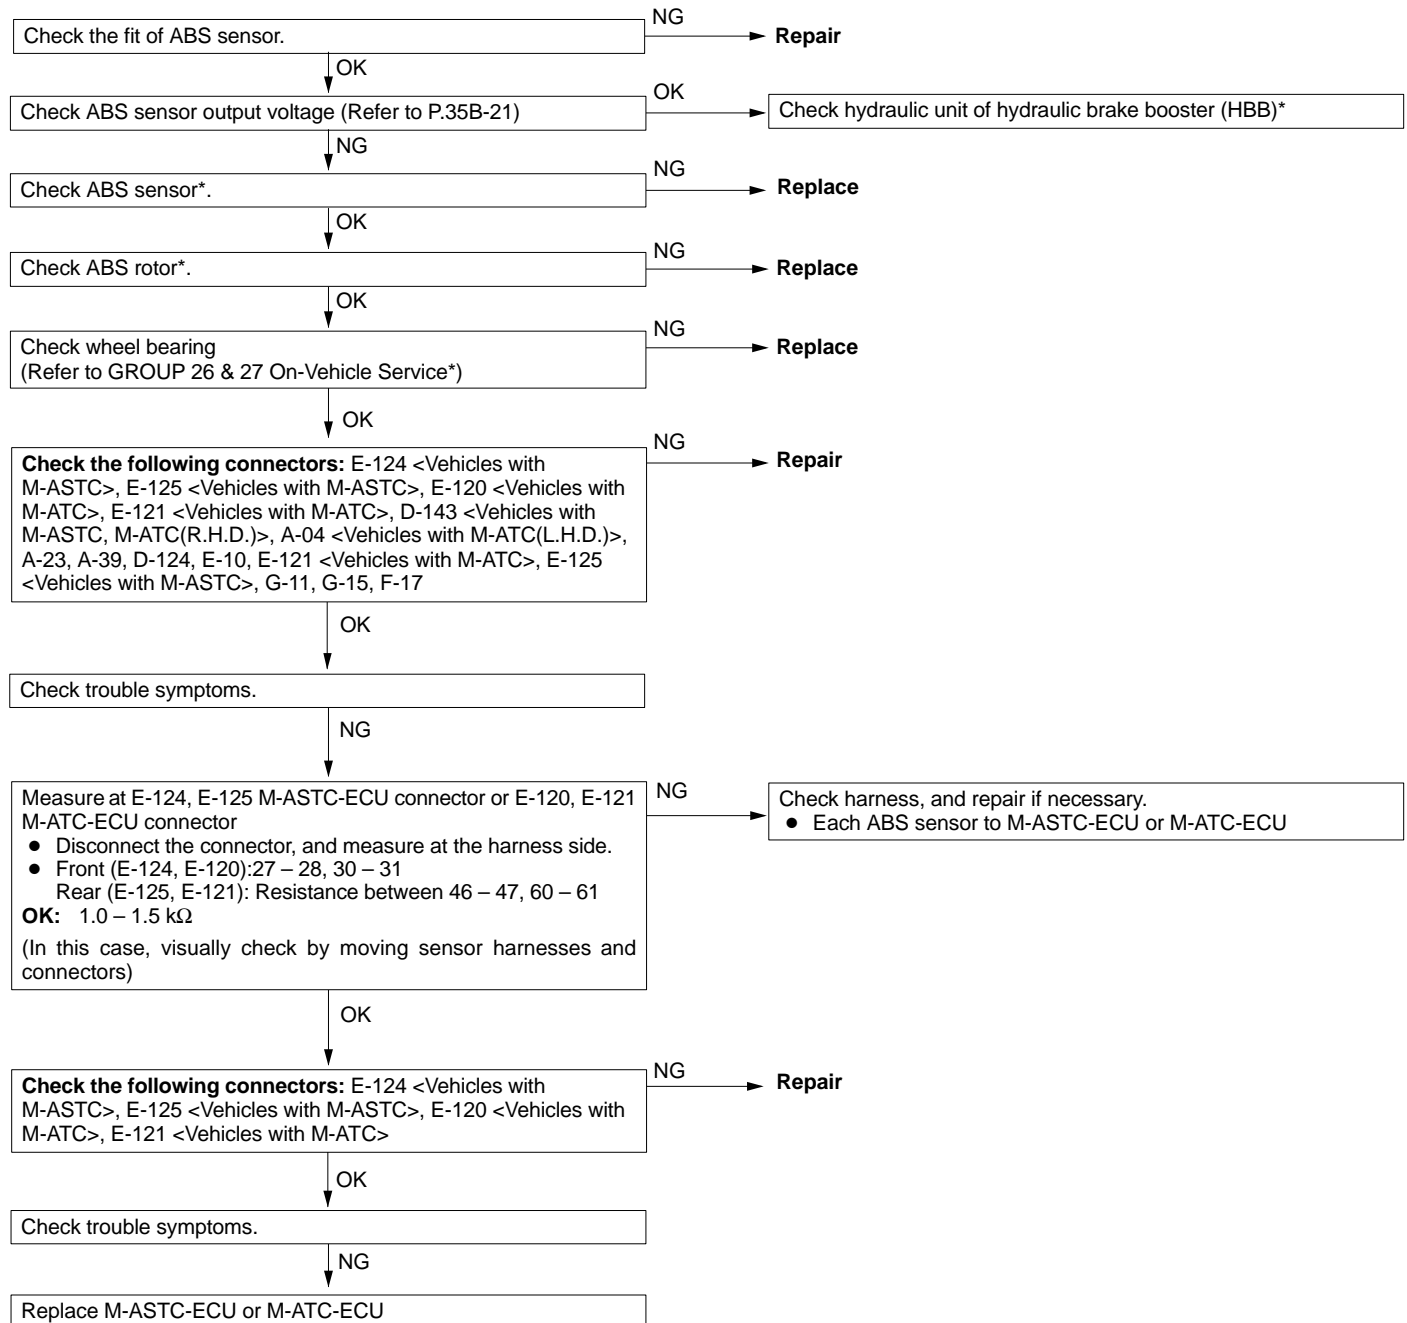 Check the fit of ABS sensor.
NG
Repair
OK
Check ABS sensor output voltage (Refer to P.35B-21)
OK
Check hydraulic unit of hydraulic brake booster (HBB)*
NG
Check ABS sensor*.
NG
Replace
OK
Check ABS rotor*.
NG
Replace
OK
Check wheel bearing
(Refer to GROUP 26 & 27 On-Vehicle Service*)
NG
Replace
OK
Check the following connectors: E-124 <Vehicles with
M-ASTC>, E-125 <Vehicles with M-ASTC>, E-120 <Vehicles with
M-ATC>, E-121 <Vehicles with M-ATC>, D-143 <Vehicles with
M-ASTC, M-ATC(R.H.D.)>, A-04 <Vehicles with M-ATC(L.H.D.)>,
A-23, A-39, D-124, E-10, E-121 <Vehicles with M-ATC>, E-125
<Vehicles with M-ASTC>, G-11, G-15, F-17
NG
Repair
OK
Check trouble symptoms.
NG
Measure at E-124, E-125 M-ASTC-ECU connector or E-120, E-121
M-ATC-ECU connector
● Disconnect the connector, and measure at the harness side.
● Front (E-124, E-120):27 – 28, 30 – 31
Rear (E-125, E-121): Resistance between 46 – 47, 60 – 61
OK: 1.0 – 1.5 kΩ
(In this case, visually check by moving sensor harnesses and
connectors)
NG
Check harness, and repair if necessary.
● Each ABS sensor to M-ASTC-ECU or M-ATC-ECU
OK
Check the following connectors: E-124 <Vehicles with
M-ASTC>, E-125 <Vehicles with M-ASTC>, E-120 <Vehicles with
M-ATC>, E-121 <Vehicles with M-ATC>
NG
Repair
OK
Check trouble symptoms.
NG
Replace M-ASTC-ECU or M-ATC-ECU